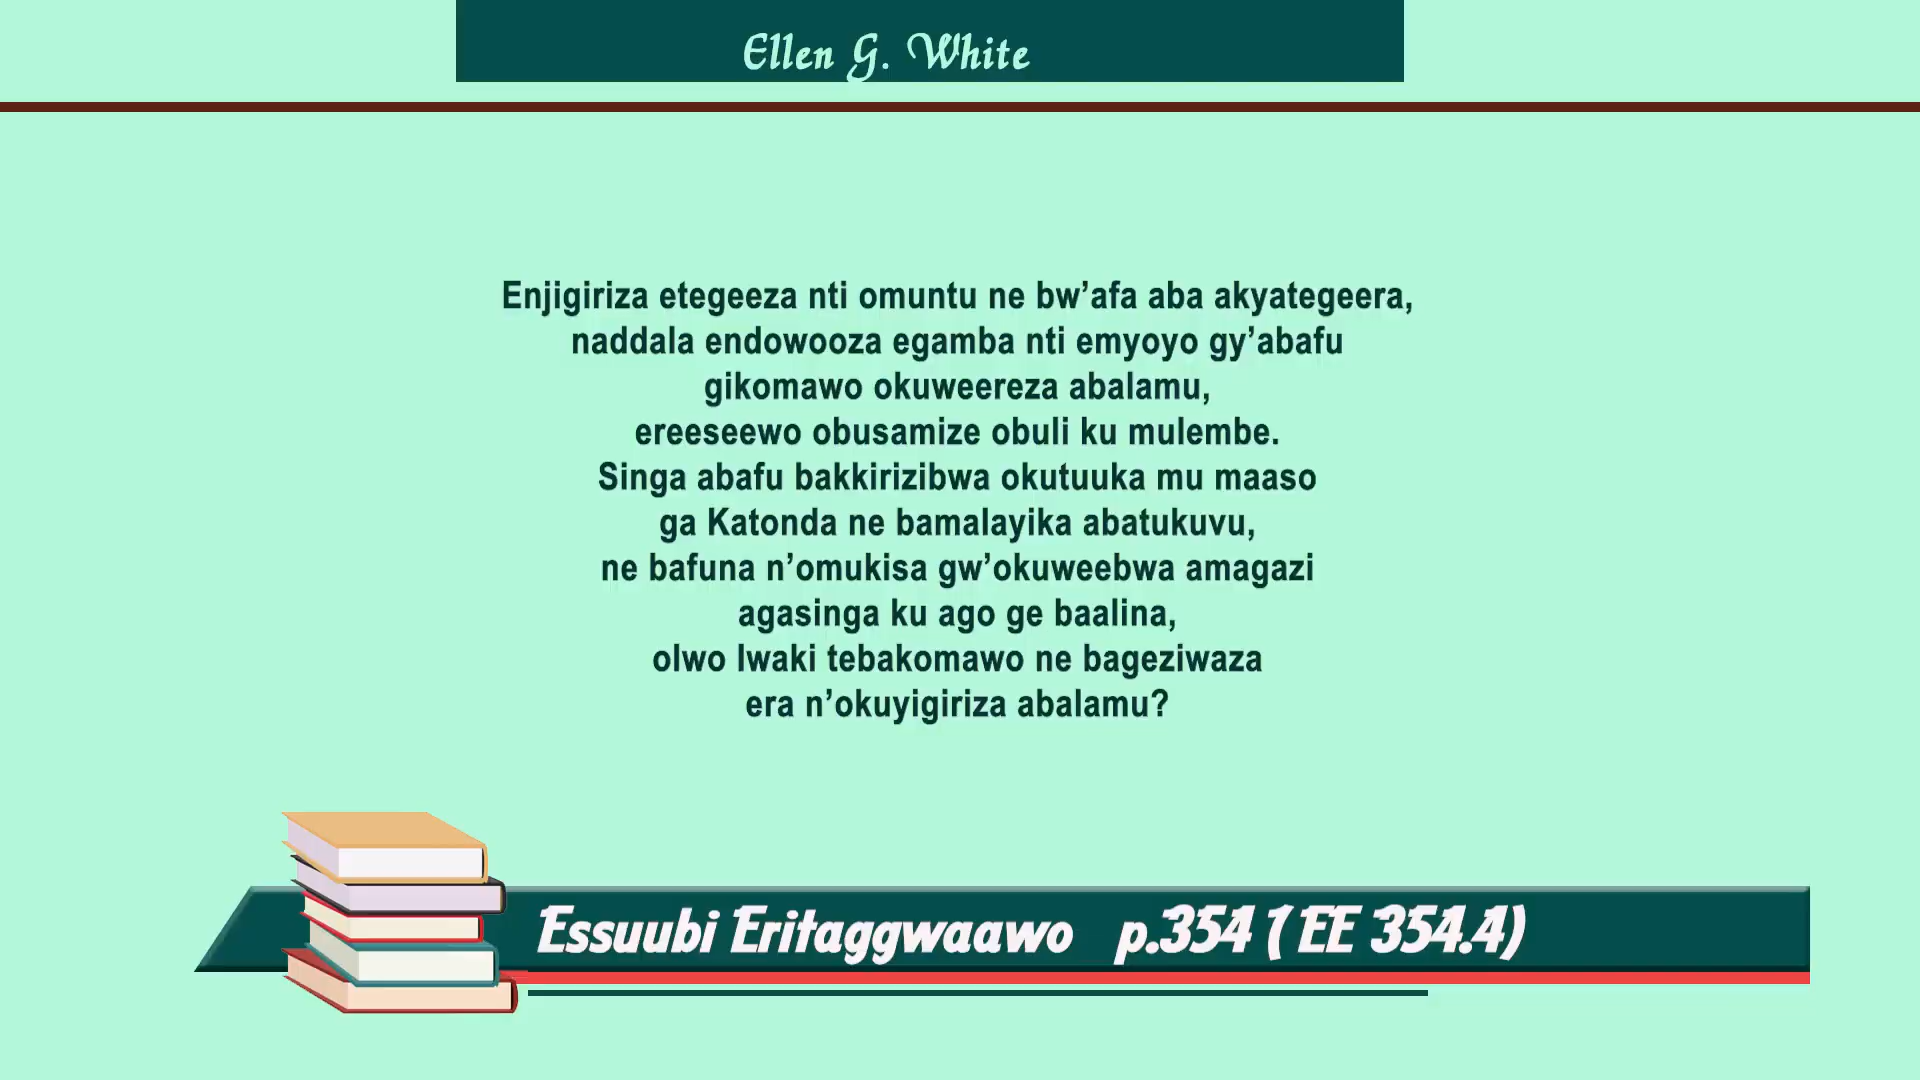 Ellen G. White
Enjigiriza etegeeza nti omuntu ne bw’afa aba akyategeera,
naddala endowooza egamba nti emyoyo gy’abafu
gikomawo okuweereza abalamu,
ereeseewo obusamize obuli ku mulembe.
Singa abafu bakkirizibwa okutuuka mu maaso
ga Katonda ne bamalayika abatukuvu,
ne bafuna n’omukisa gw’okuweebwa amagazi
agasinga ku ago ge baalina,
olwo lwaki tebakomawo ne bageziwaza
era n’okuyigiriza abalamu?
Essuubi Eritaggwaawo p.354 ( EE 354.4)